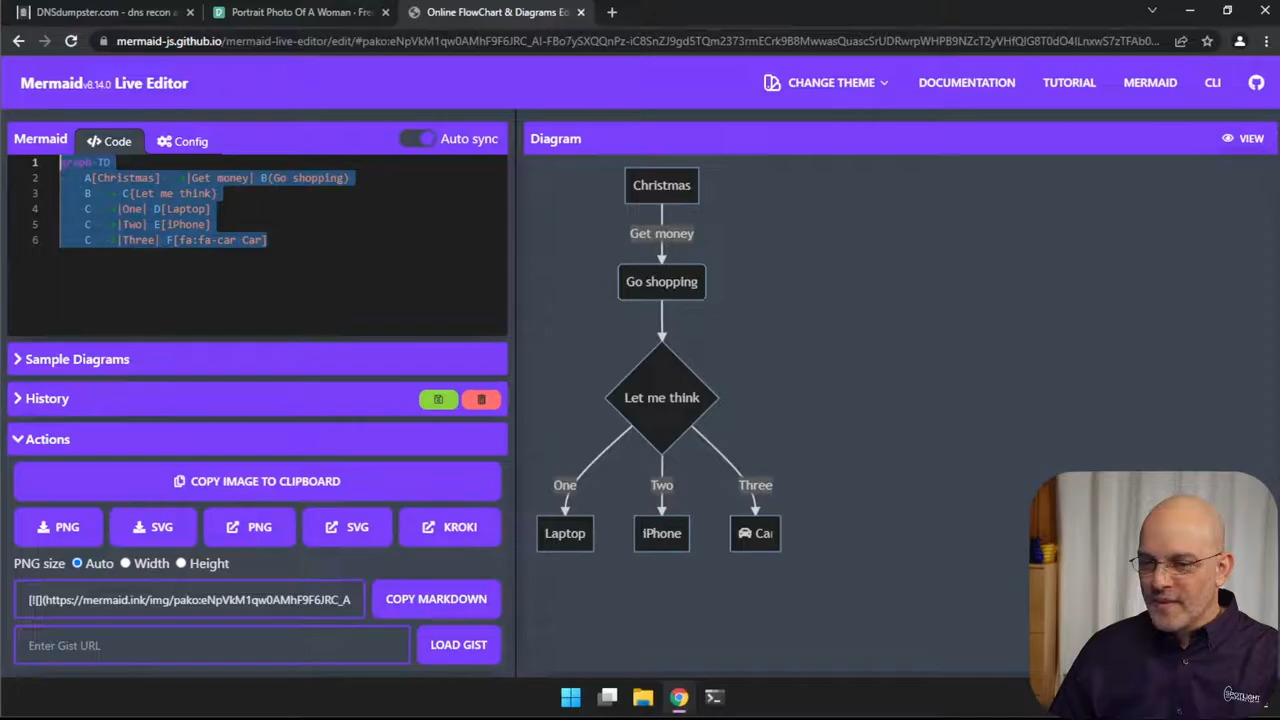 DNSdumpster.com - dns recon a
Portrait Photo Of A Woman · Fre
Online FlowChart & Diagrams Ed
mermaid-js.github.io/mermaid-live-editor/edit/#pako:
Mermaid v8.14.0 Live Editor
CHANGE THEME
DOCUMENTATION
TUTORIAL
MERMAID
CLI
Mermaid
Code
Config
Auto sync
Diagram
VIEW
1 graph TD
2 A[Christmas] |Get money| B(Go shopping)
3 B C{Let me think}
4 C |One| D[Laptop]
5 C |Two| E[iPhone]
6 C |Three| F[fa:fa-car Car]
Sample Diagrams
History
Actions
COPY IMAGE TO CLIPBOARD
PNG
SVG
PNG
SVG
KROKI
PNG size Auto Width Height
[![](https://mermaid.ink/img/pako:eNpVkM1qw0AMhF9F6JRC_A
COPY MARKDOWN
Enter Gist URL
LOAD GIST
Christmas
Get money
Go shopping
Let me think
One
Two
Three
Laptop
iPhone
Car
SPOTLIGHT